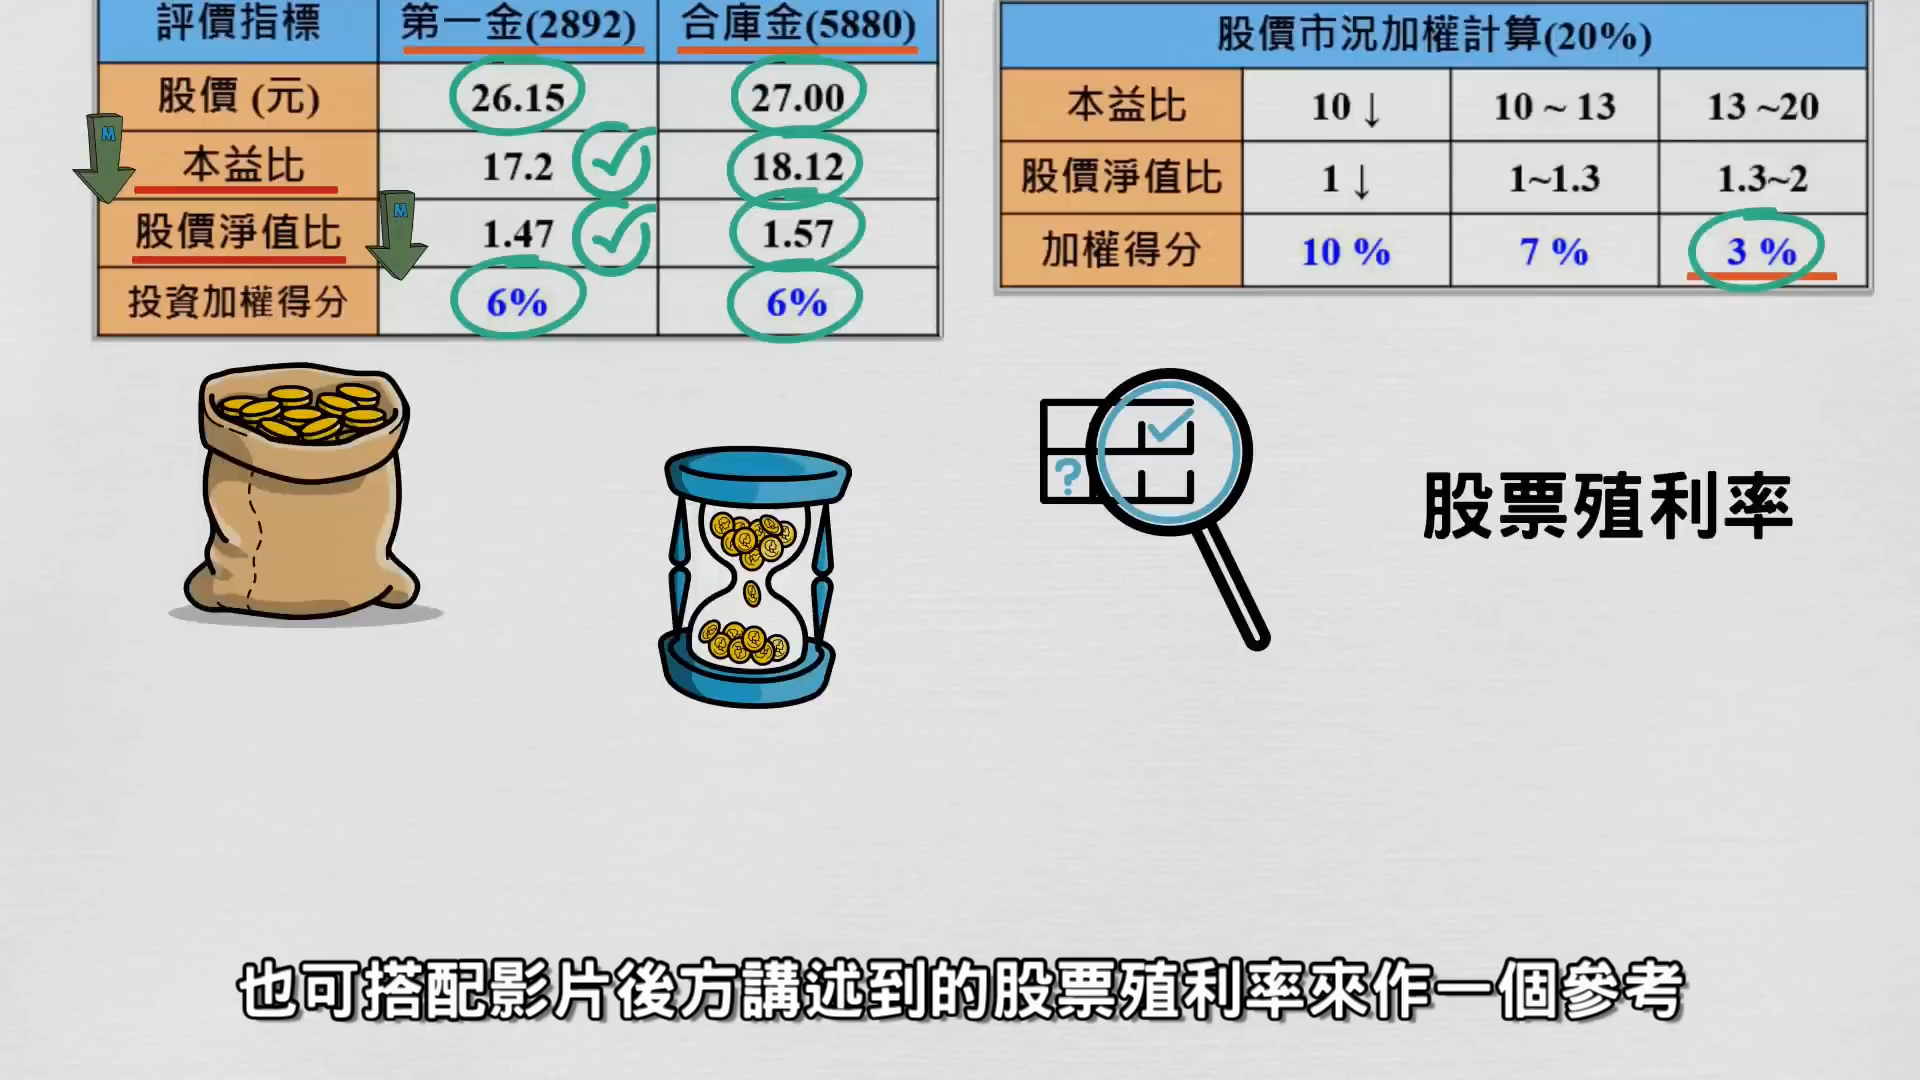 評價指標 第一金(2892) 合庫金(5880)
股價 (元) 26.15 27.00
本益比 17.2 18.12
股價淨值比 1.47 1.57
投資加權得分 6% 6%
M
M
股價市況加權計算(20%)
本益比 10↓ 10 ~ 13 13 ~20
股價淨值比 1↓ 1~1.3 1.3~2
加權得分 10 % 7 % 3 %
?
股票殖利率
也可搭配影片後方講述到的股票殖利率來作一個參考